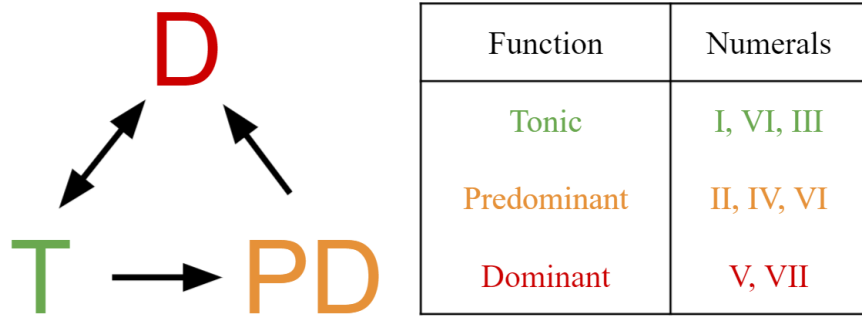 D
T PD
Function Numerals
Tonic I, VI, III
Predominant II, IV, VI
Dominant V, VII